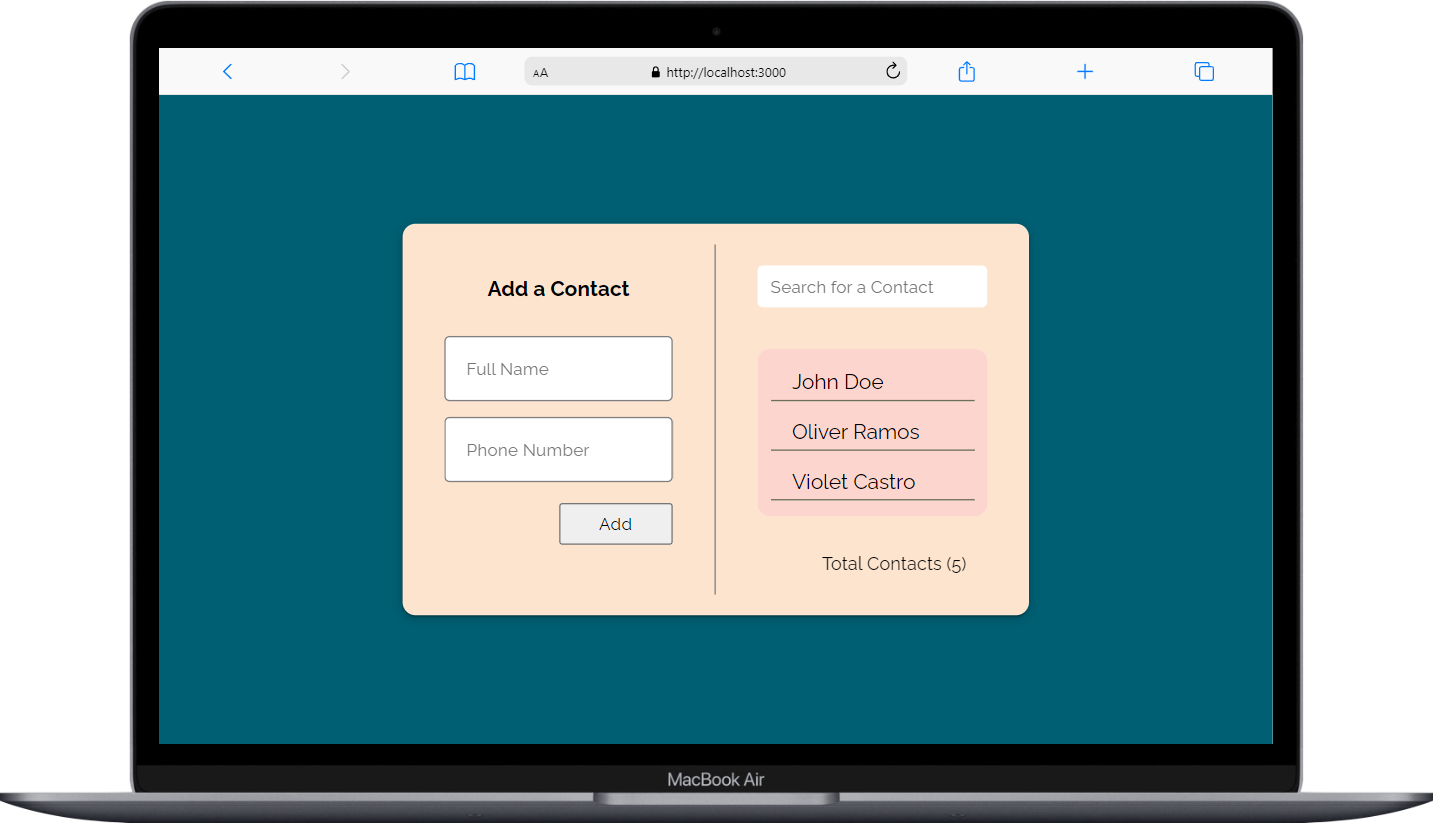 AA
http://localhost:3000
Add a Contact
Full Name
Phone Number
Add
Search for a Contact
John Doe
Oliver Ramos
Violet Castro
Total Contacts (5)
MacBook Air